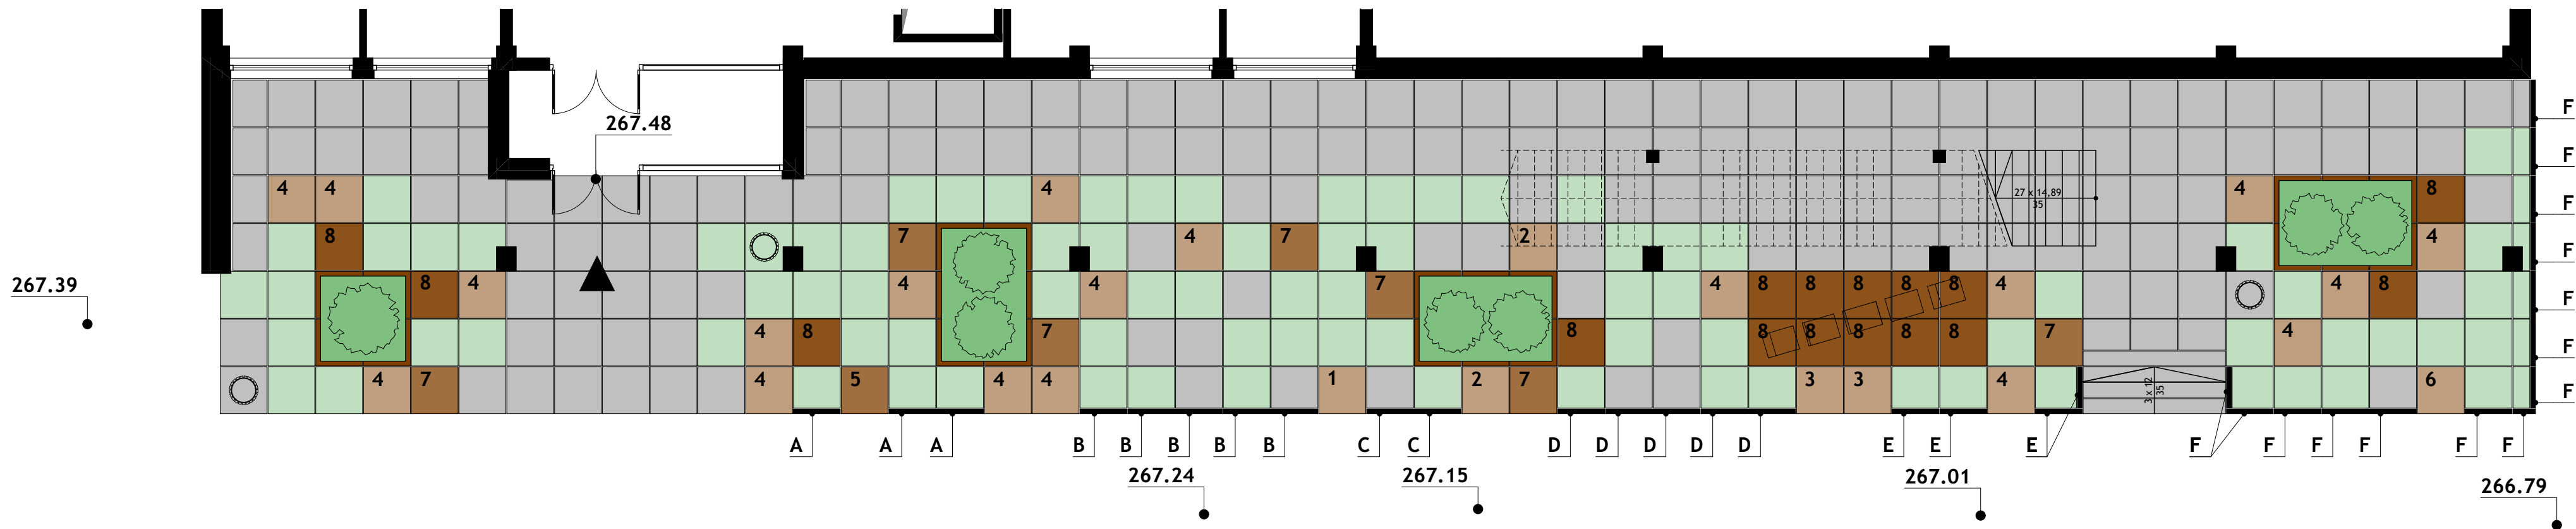 F
267.48
F
27 x 14,89
35
4 4 4 4 8 F
8 7 4 7 2 4 F
267.39
8 4 4 4 7 4 8 8 8 8 8 4 4 8 F
4 8 7 8 8 8 8 8 8 7 4 F
4 7 4 5 4 4 1 2 7 3 3 4 6 F
3 x 12
35
A A A B B B B B C C D D D D D E E E F F F F F F
267.24 267.15 267.01 266.79